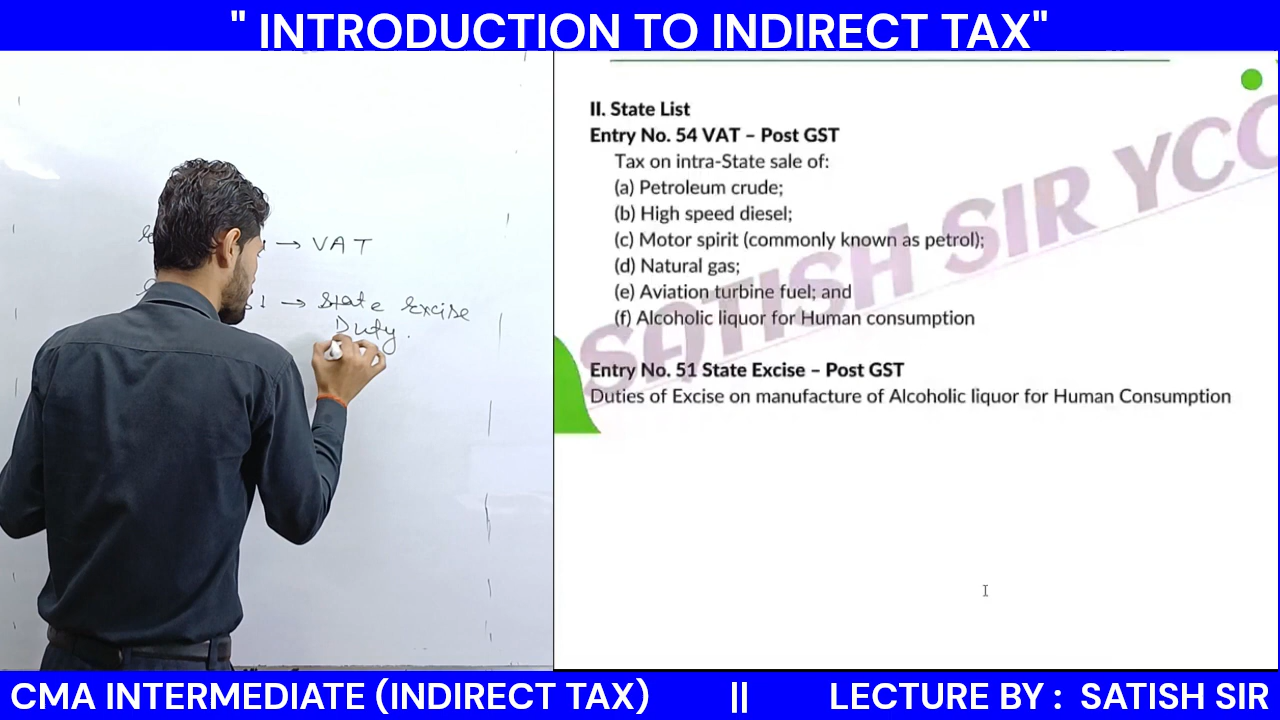 " INTRODUCTION TO INDIRECT TAX"
→ VAT
51 → State Excise
Duty.
II. State List
Entry No. 54 VAT – Post GST
Tax on intra-State sale of:
(a) Petroleum crude;
(b) High speed diesel;
(c) Motor spirit (commonly known as petrol);
(d) Natural gas;
(e) Aviation turbine fuel; and
(f) Alcoholic liquor for Human consumption
Entry No. 51 State Excise – Post GST
Duties of Excise on manufacture of Alcoholic liquor for Human Consumption
SATISH SIR YCC
CMA INTERMEDIATE (INDIRECT TAX) || LECTURE BY : SATISH SIR